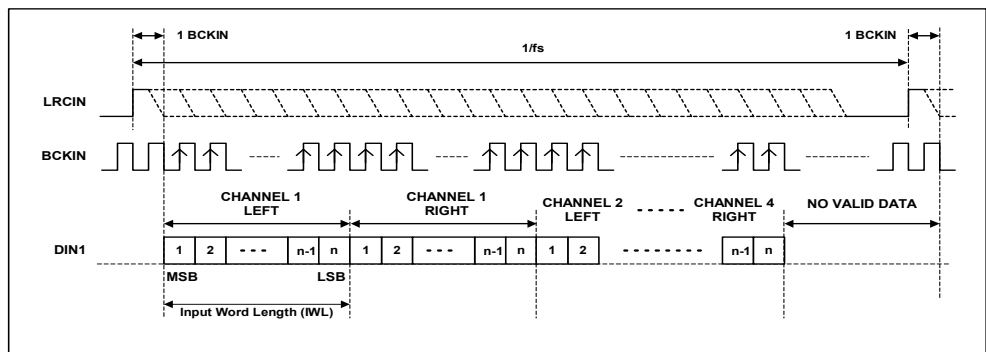 1 BCKIN
1 BCKIN
1/fs
LRCIN
BCKIN
CHANNEL 1
LEFT
CHANNEL 1
RIGHT
CHANNEL 2
LEFT
CHANNEL 4
RIGHT
NO VALID DATA
DIN1
1 2 n-1 n 1 2 n-1 n 1 2 n-1 n
MSB LSB
Input Word Length (IWL)